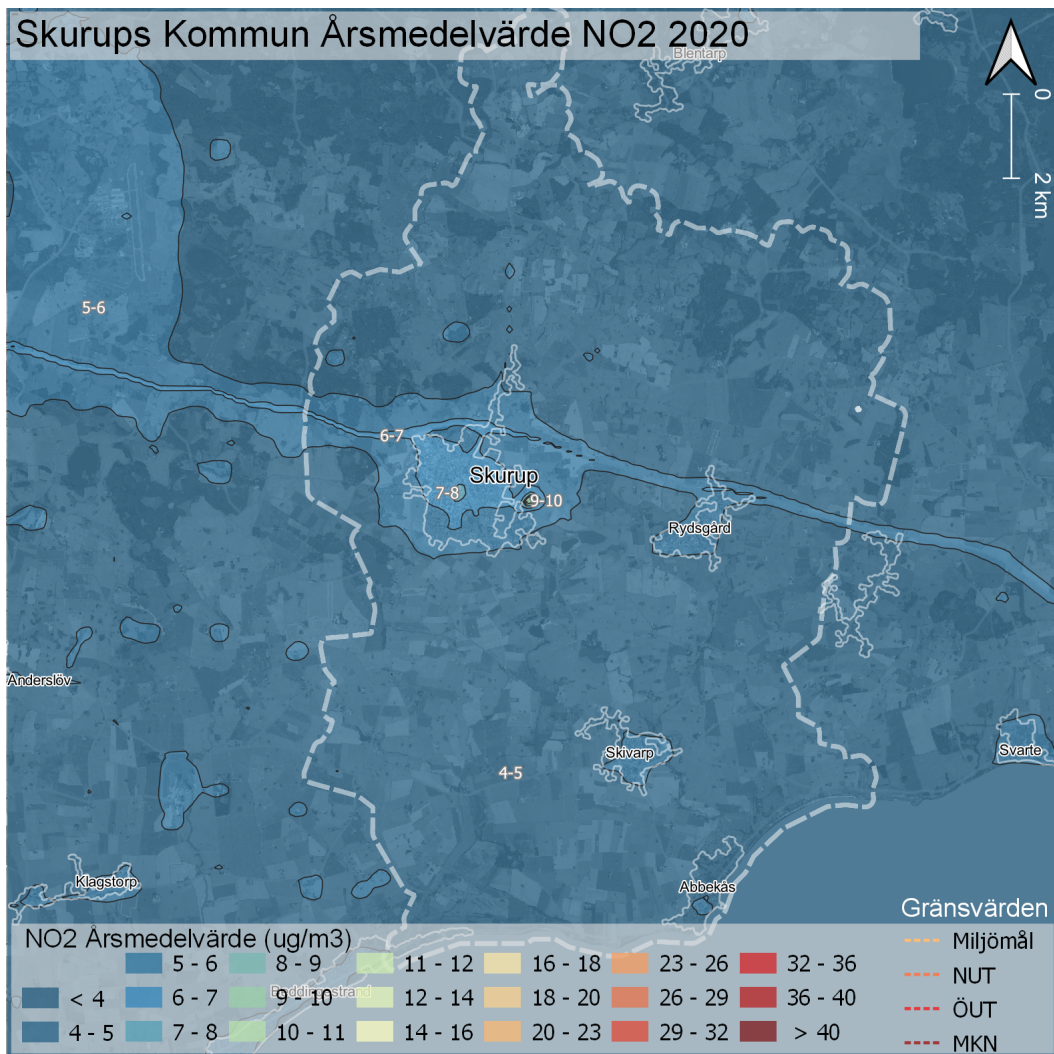 Skurups Kommun Årsmedelvärde NO2 2020
Blentarp
0
2 km
5-6
6-7
Skurup
7-8
9-10
Rydsgård
Anderslöv
Skivarp
Svarte
4-5
Klagstorp
Abbekås
Gränsvärden
Miljömål
NUT
ÖUT
MKN
NO2 Årsmedelvärde (ug/m3)
5 - 6 8 - 9 11 - 12 16 - 18 23 - 26 32 - 36
< 4 6 - 7 9 - 10 12 - 14 18 - 20 26 - 29 36 - 40
Beddingestrand
4 - 5 7 - 8 10 - 11 14 - 16 20 - 23 29 - 32 > 40